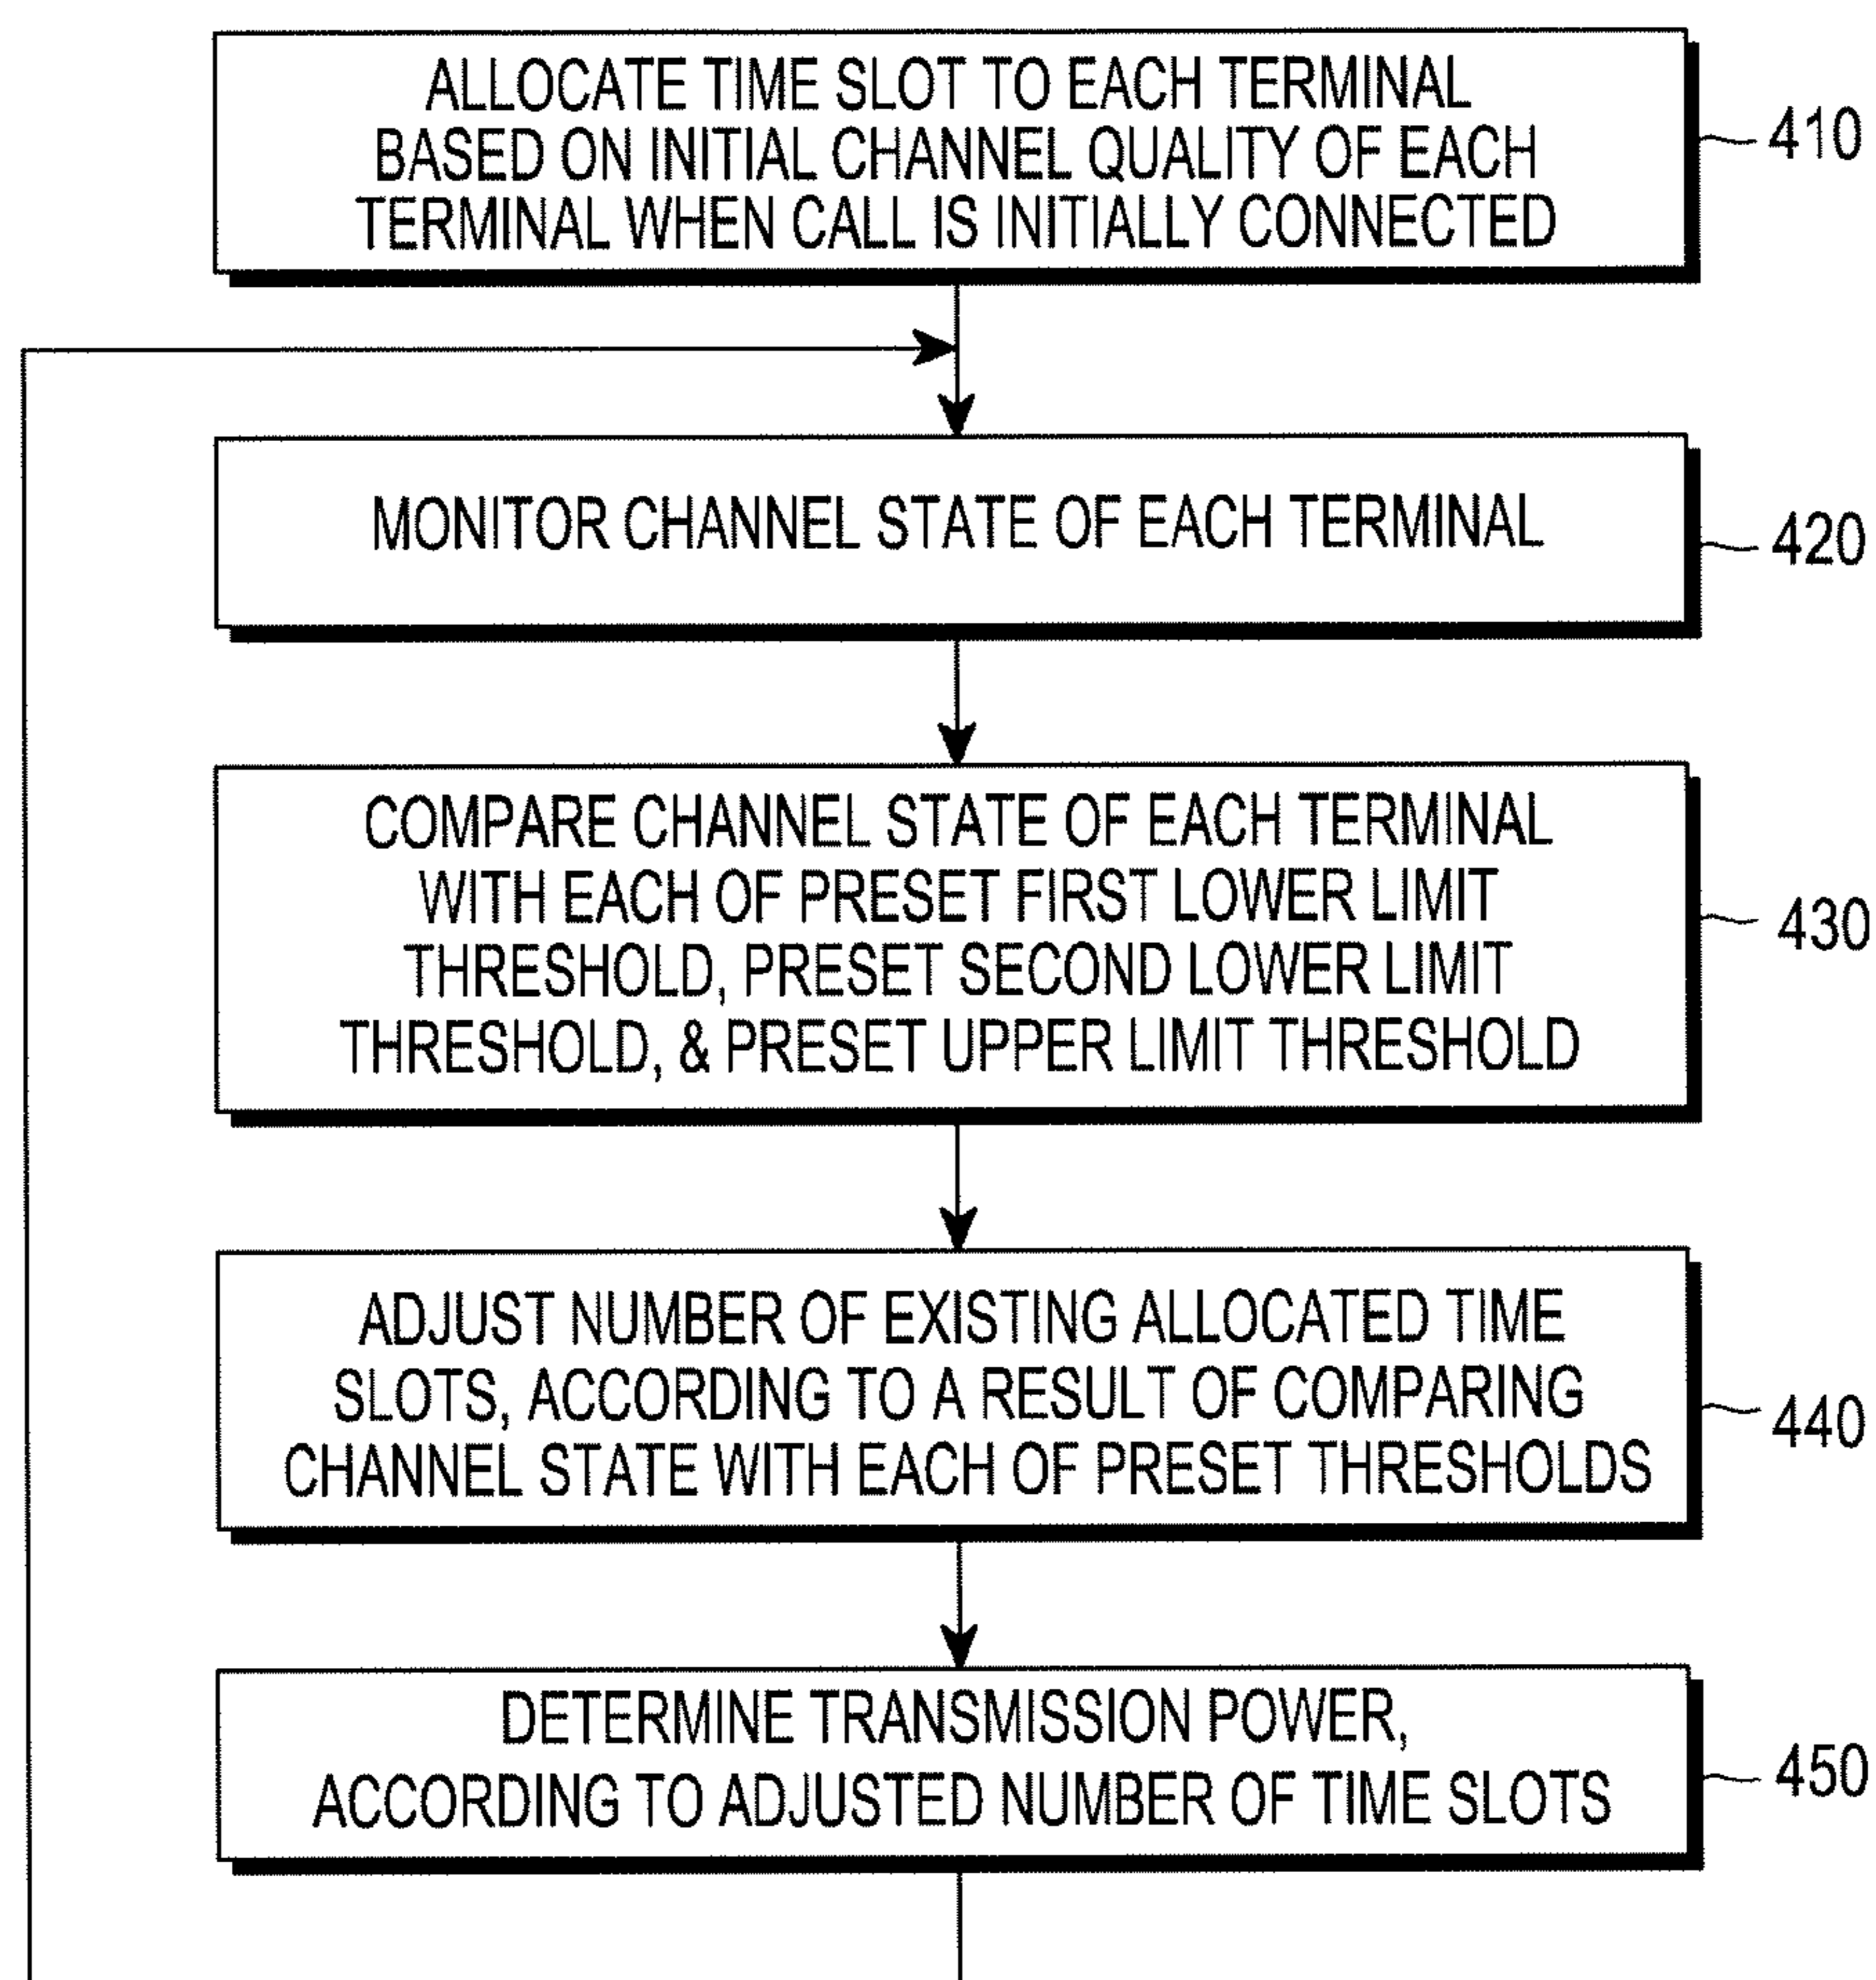 ALLOCATE TIME SLOT TO EACH TERMINAL
BASED ON INITIAL CHANNEL QUALITY OF EACH
TERMINAL WHEN CALL IS INITIALLY CONNECTED
410
MONITOR CHANNEL STATE OF EACH TERMINAL
420
COMPARE CHANNEL STATE OF EACH TERMINAL
WITH EACH OF PRESET FIRST LOWER LIMIT
THRESHOLD, PRESET SECOND LOWER LIMIT
THRESHOLD, & PRESET UPPER LIMIT THRESHOLD
430
ADJUST NUMBER OF EXISTING ALLOCATED TIME
SLOTS, ACCORDING TO A RESULT OF COMPARING
CHANNEL STATE WITH EACH OF PRESET THRESHOLDS
440
DETERMINE TRANSMISSION POWER,
ACCORDING TO ADJUSTED NUMBER OF TIME SLOTS
450